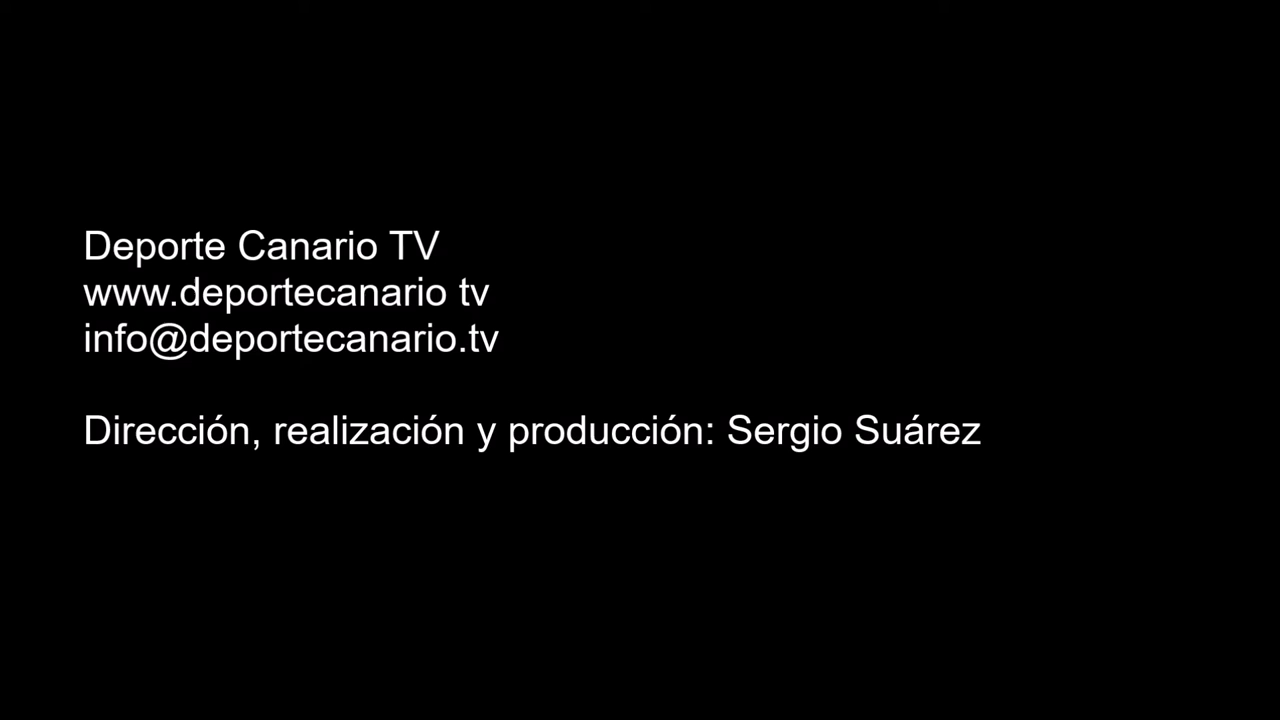 Deporte Canario TV
www.deportecanario tv
info@deportecanario.tv
Dirección, realización y producción: Sergio Suárez